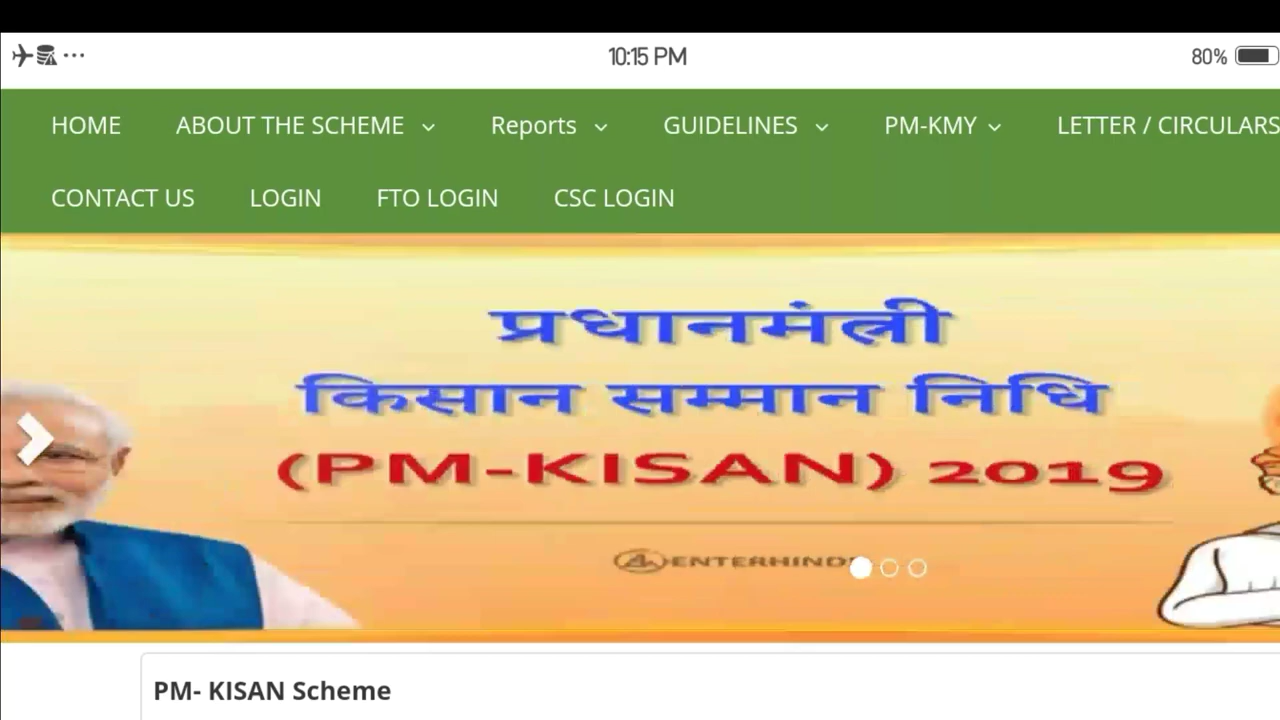 10:15 PM 80%
HOME ABOUT THE SCHEME Reports GUIDELINES PM-KMY LETTER / CIRCULARS
CONTACT US LOGIN FTO LOGIN CSC LOGIN
प्रधानमंत्री
किसान सम्मान निधि
(PM-KISAN) 2019
ENTERHINDI
PM- KISAN Scheme